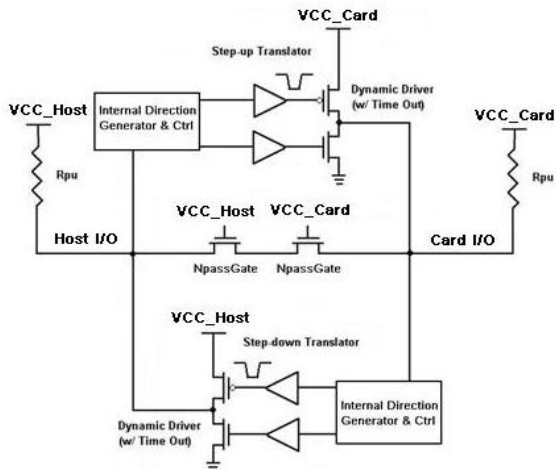 VCC_Card
Step-up Translator
Dynamic Driver
(w/ Time Out)
VCC_Host
Internal Direction
Generator & Ctrl
VCC_Card
Rpu
Rpu
VCC_Host
VCC_Card
Host I/O
Card I/O
NpassGate
NpassGate
VCC_Host
Step-down Translator
Internal Direction
Generator & Ctrl
Dynamic Driver
(w/ Time Out)